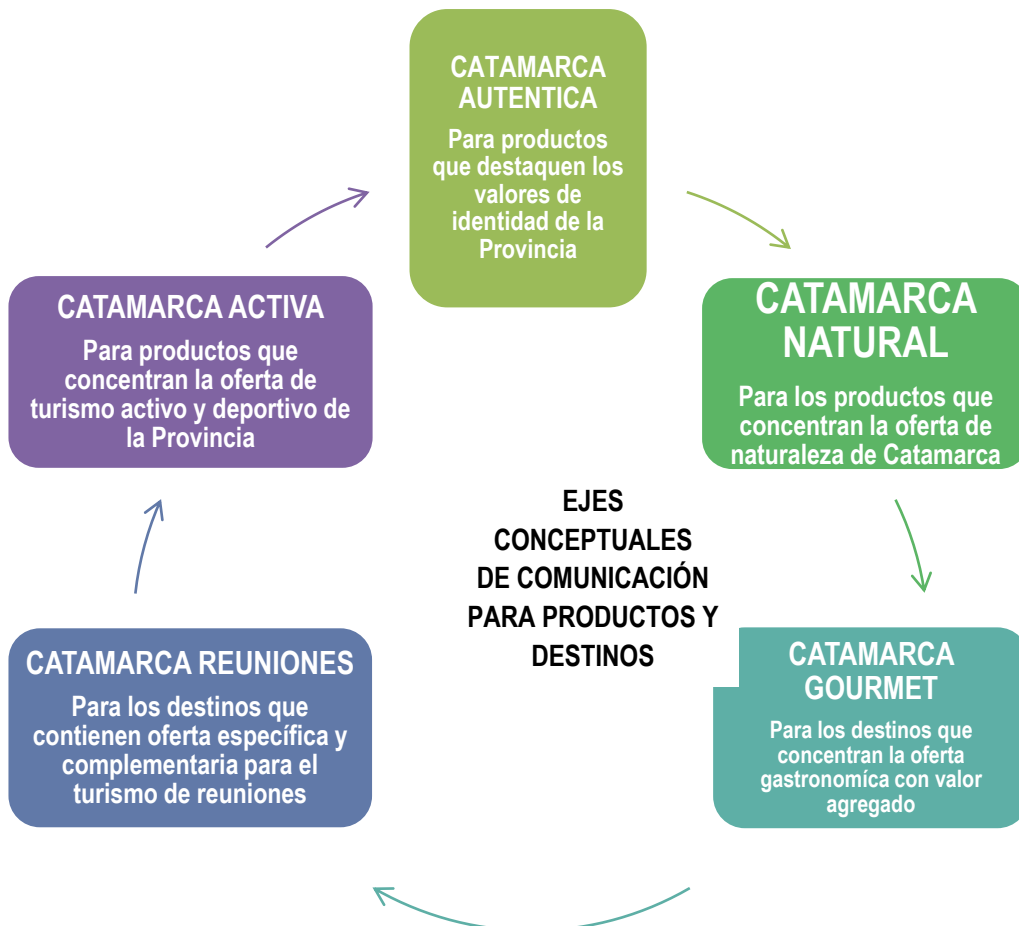 CATAMARCA
AUTENTICA
Para productos
que destaquen los
valores de
identidad de la
Provincia
CATAMARCA
NATURAL
Para los productos que
concentran la oferta de
naturaleza de Catamarca
CATAMARCA
GOURMET
Para los destinos que
concentran la oferta
gastronomíca con valor
agregado
CATAMARCA REUNIONES
Para los destinos que
contienen oferta específica y
complementaria para el
turismo de reuniones
CATAMARCA ACTIVA
Para productos que
concentran la oferta de
turismo activo y deportivo de
la Provincia
EJES
CONCEPTUALES
DE COMUNICACIÓN
PARA PRODUCTOS Y
DESTINOS